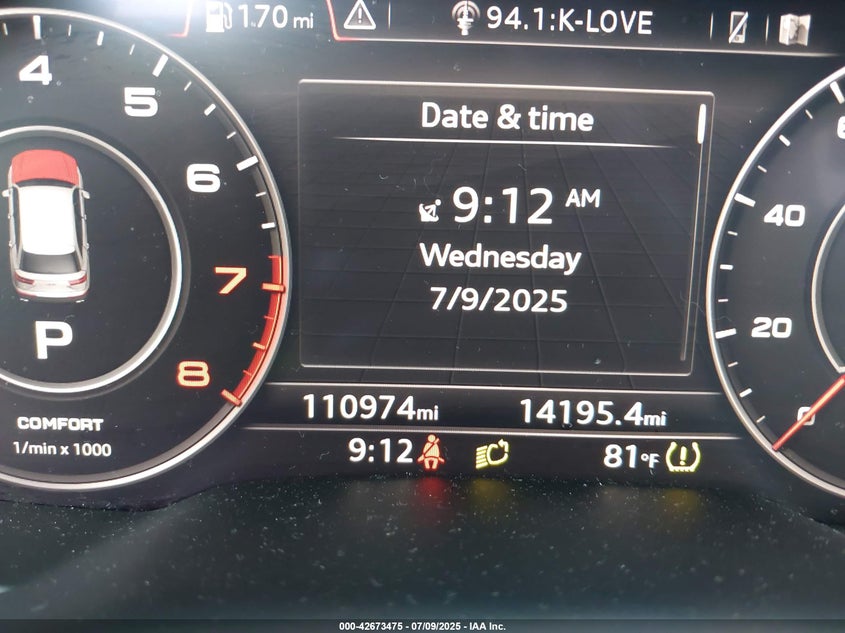 170 mi
94.1:K-LOVE
4
5
6
7
8
P
COMFORT
1/min x 1000
Date & time
9:12 AM
Wednesday
7/9/2025
110974mi
14195.4mi
9:12
81°F
40
20
0
000-42673475 - 07/09/2025 - IAA Inc.